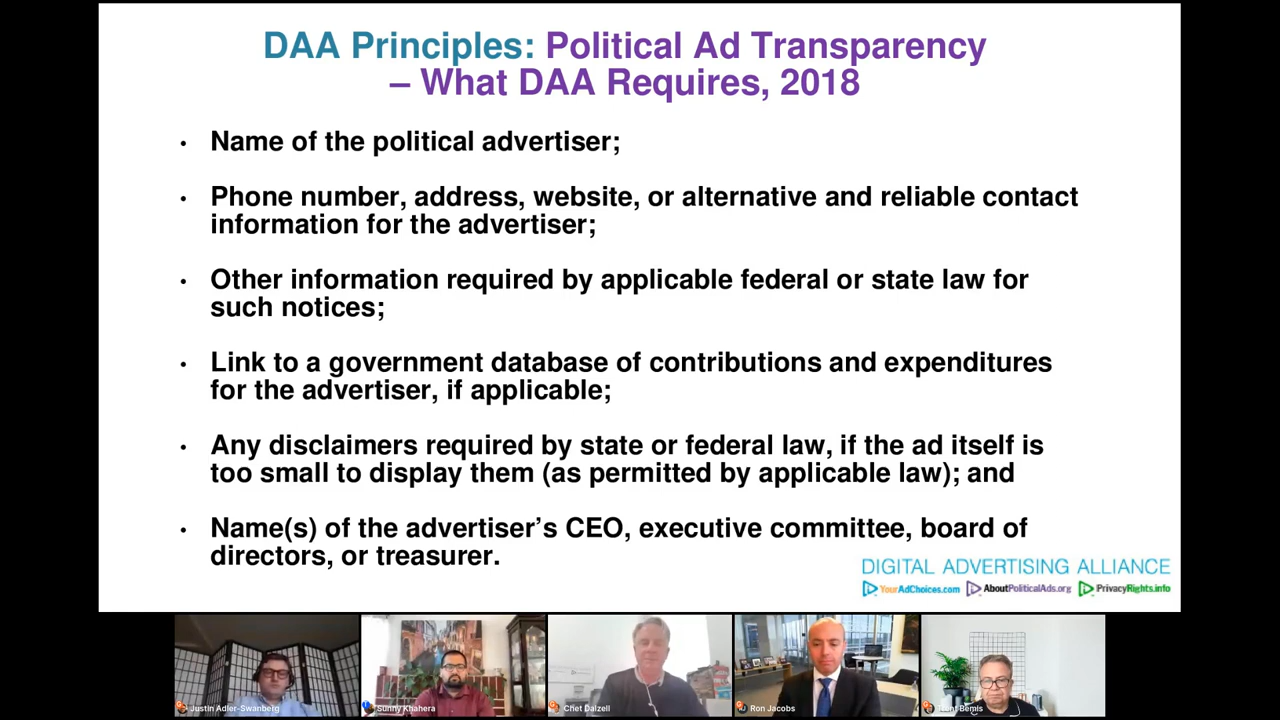 DAA Principles: Political Ad Transparency
– What DAA Requires, 2018
• Name of the political advertiser;
• Phone number, address, website, or alternative and reliable contact
information for the advertiser;
• Other information required by applicable federal or state law for
such notices;
• Link to a government database of contributions and expenditures
for the advertiser, if applicable;
• Any disclaimers required by state or federal law, if the ad itself is
too small to display them (as permitted by applicable law); and
• Name(s) of the advertiser’s CEO, executive committee, board of
directors, or treasurer.
DIGITAL ADVERTISING ALLIANCE
YourAdChoices.com AboutPoliticalAds.org PrivacyRights.info
Justin Adler-Swanberg
Sunny Khahera
Chet Dalzell
Ron Jacobs
Bemis